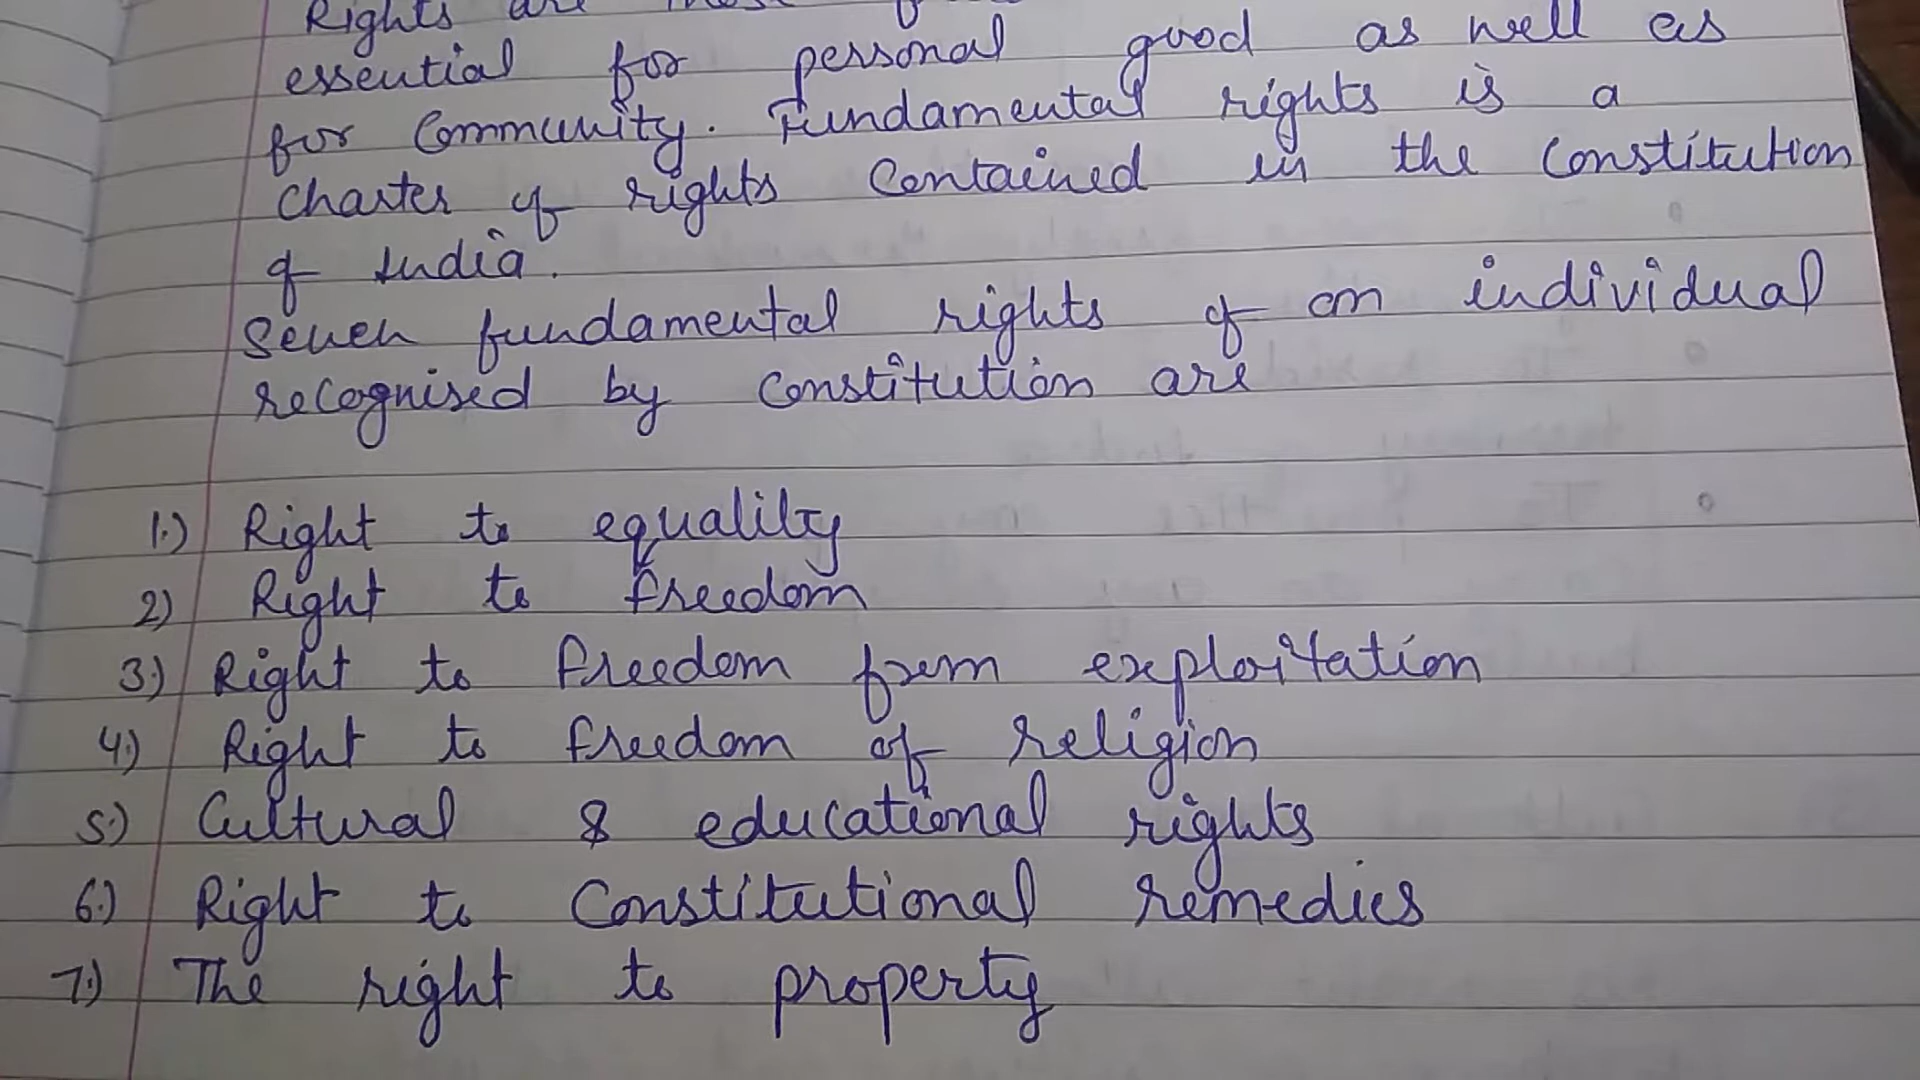 Rights are those
essential for personal good as well as
for Community. Fundamental rights is a
charter of rights contained in the constitution
of India.
Seven fundamental rights of an individual
recognised by constitution are
1.) Right to equality
2) Right to freedom
3.) Right to freedom from exploitation
4.) Right to freedom of religion
5.) Cultural & educational rights
6.) Right to Constitutional remedies
7.) The right to property